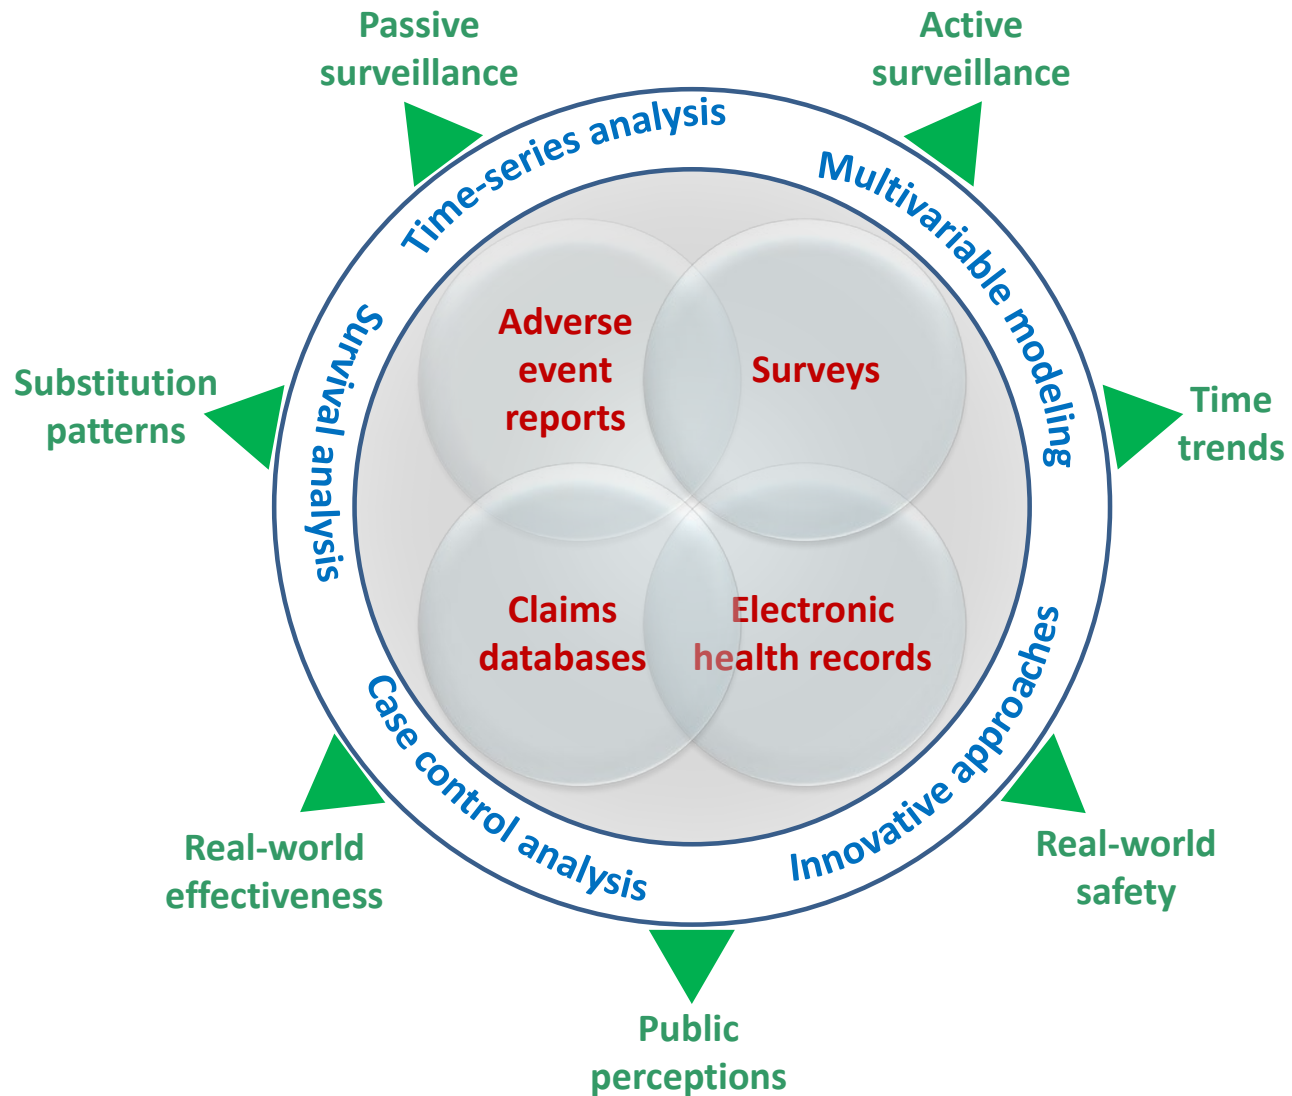 Passive
surveillance
Active
surveillance
Time-series analysis
Multivariable modeling
Survival analysis
Adverse
event
reports
Surveys
Substitution
patterns
Time
trends
Claims
databases
Electronic
health records
Case control analysis
Innovative approaches
Real-world
effectiveness
Real-world
safety
Public
perceptions